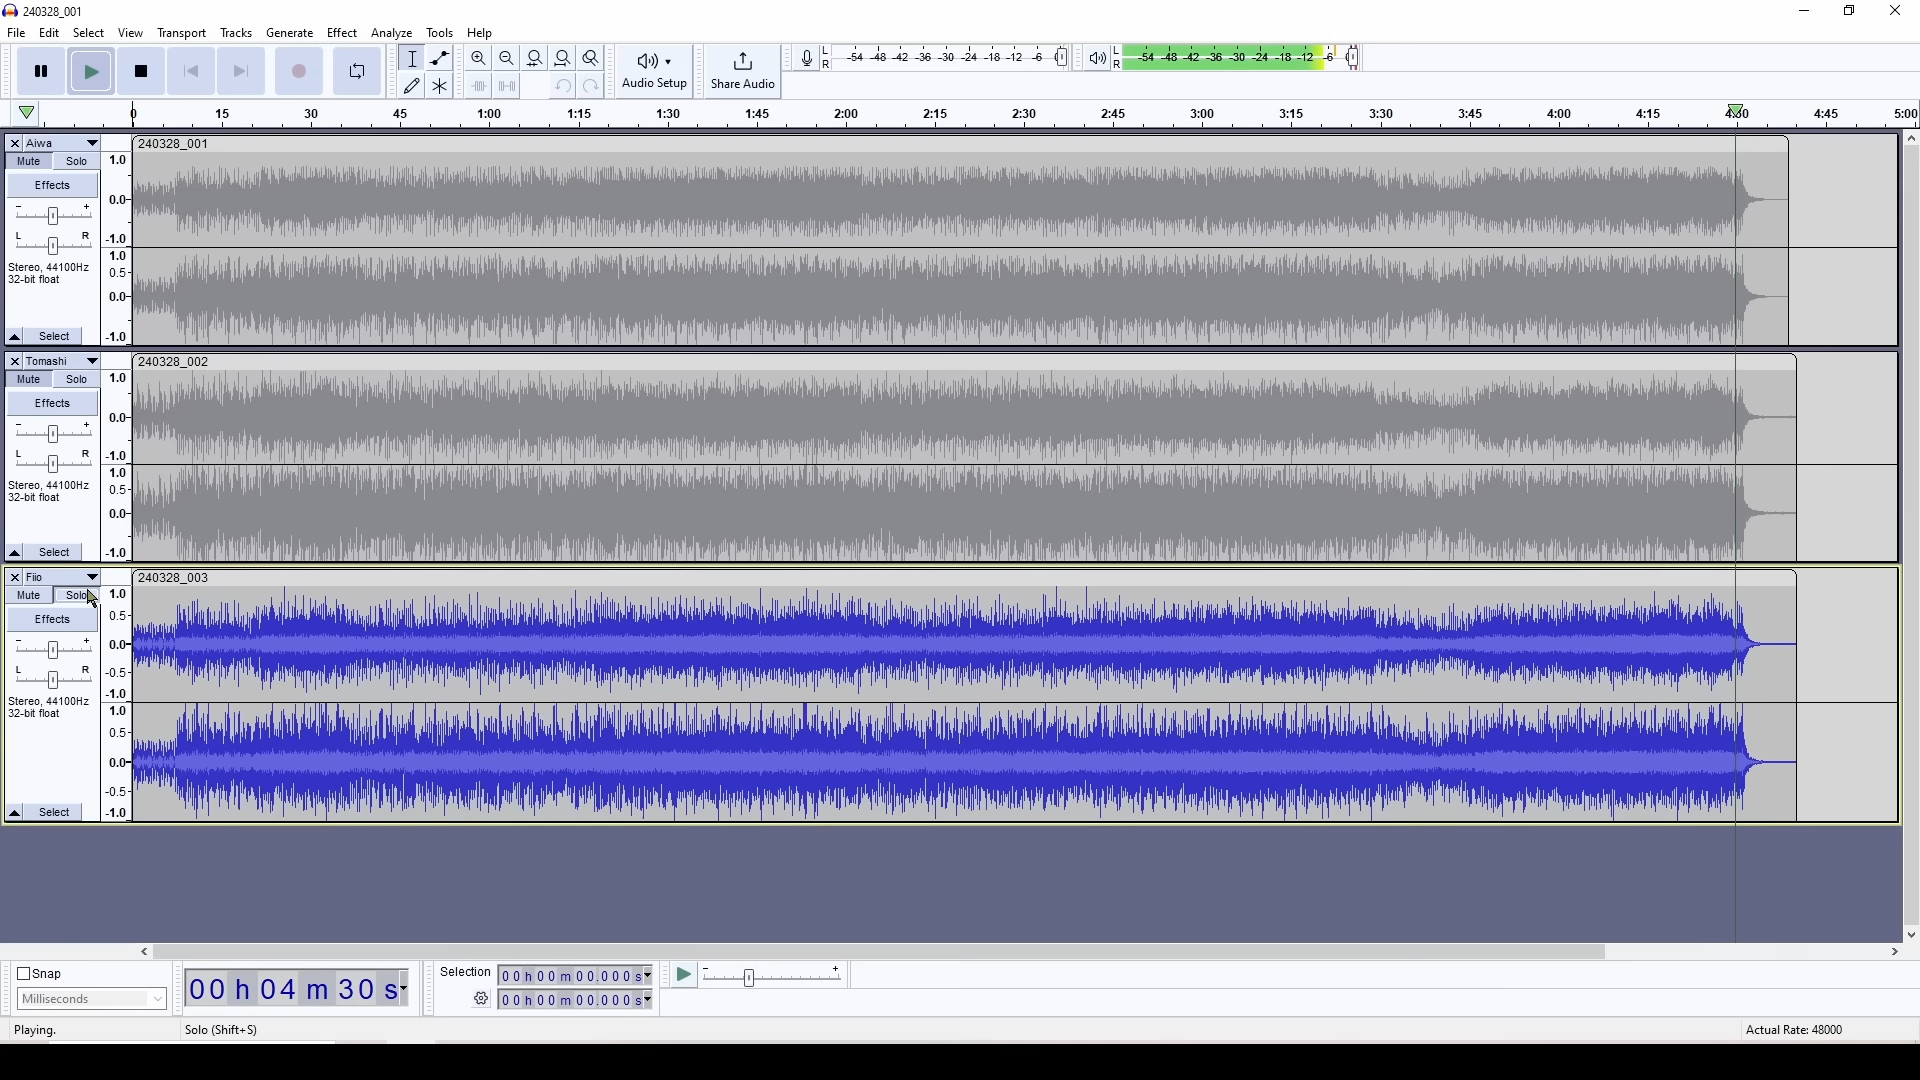 240328_001
File Edit Select View Transport Tracks Generate Effect Analyze Tools Help
Audio Setup
Share Audio
L
R
-54 -48 -42 -36 -30 -24 -18 -12 -6 0
L
R
-54 -48 -42 -36 -30 -24 -18 -12 -6 0
0 15 30 45 1:00 1:15 1:30 1:45 2:00 2:15 2:30 2:45 3:00 3:15 3:30 3:45 4:00 4:15 4:30 4:45 5:00
Aiwa
240328_001
Mute Solo
Effects
- +
L R
Stereo, 44100Hz
32-bit float
Select
1.0
0.0
-1.0
1.0
0.5
0.0
-1.0
Tomashi
240328_002
Mute Solo
Effects
- +
L R
Stereo, 44100Hz
32-bit float
Select
1.0
0.0
-1.0
1.0
0.5
0.0
-1.0
Fiio
240328_003
Mute Solo
Effects
- +
L R
Stereo, 44100Hz
32-bit float
Select
1.0
0.5
0.0
-0.5
-1.0
1.0
0.5
0.0
-0.5
-1.0
Snap
Milliseconds
00 h 04 m 30 s
Selection
00 h 00 m 00.000 s
00 h 00 m 00.000 s
- +
Playing.
Solo (Shift+S)
Actual Rate: 48000